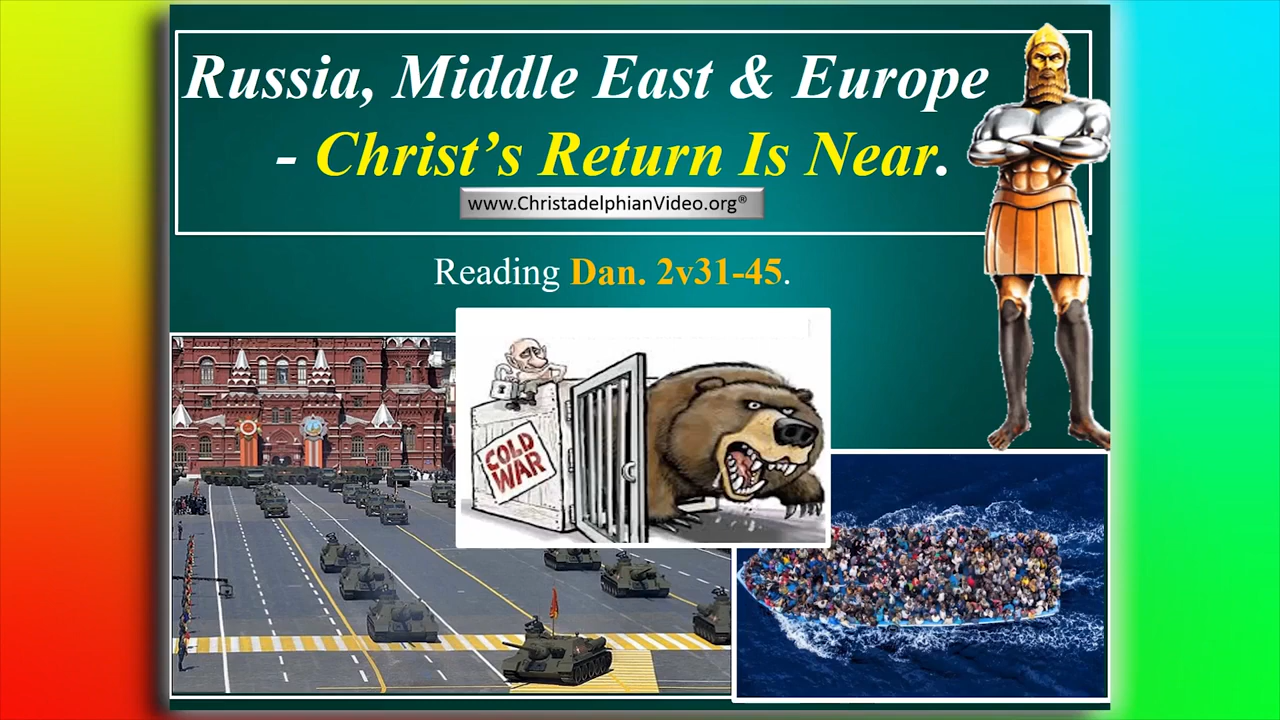 Russia, Middle East & Europe
- Christ's Return Is Near.
www.ChristadelphianVideo.org®
Reading Dan. 2v31-45.
COLD
WAR